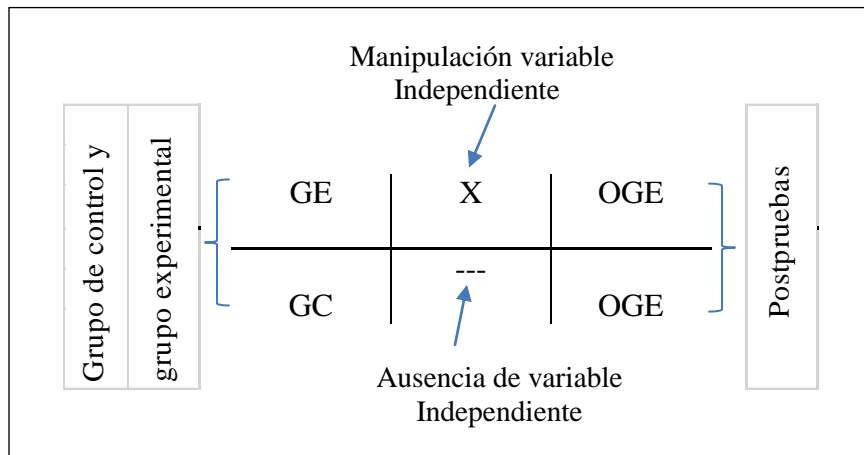 Manipulación variable
Independiente
Grupo de control y
grupo experimental
GE X OGE
---
GC OGE
Postpruebas
Ausencia de variable
Independiente